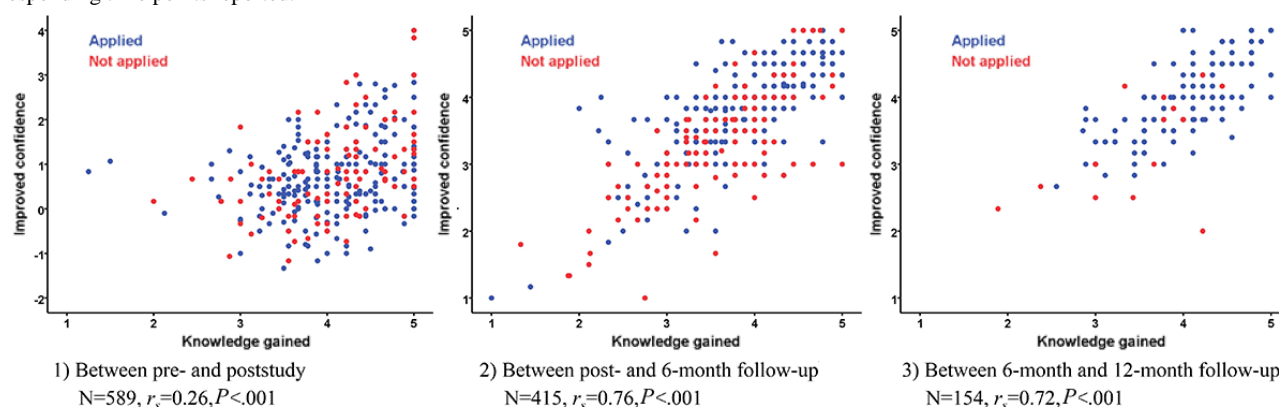 Applied
Not applied
Improved confidence
4
3
2
1
0
-1
-2
1 2 3 4 5
Knowledge gained
1) Between pre- and poststudy
N=589, rs=0.26, P<.001
Applied
Not applied
Improved confidence
5
4
3
2
1
1 2 3 4 5
Knowledge gained
2) Between post- and 6-month follow-up
N=415, rs=0.76, P<.001
Applied
Not applied
Improved confidence
5
4
3
2
1
1 2 3 4 5
Knowledge gained
3) Between 6-month and 12-month follow-up
N=154, rs=0.72, P<.001